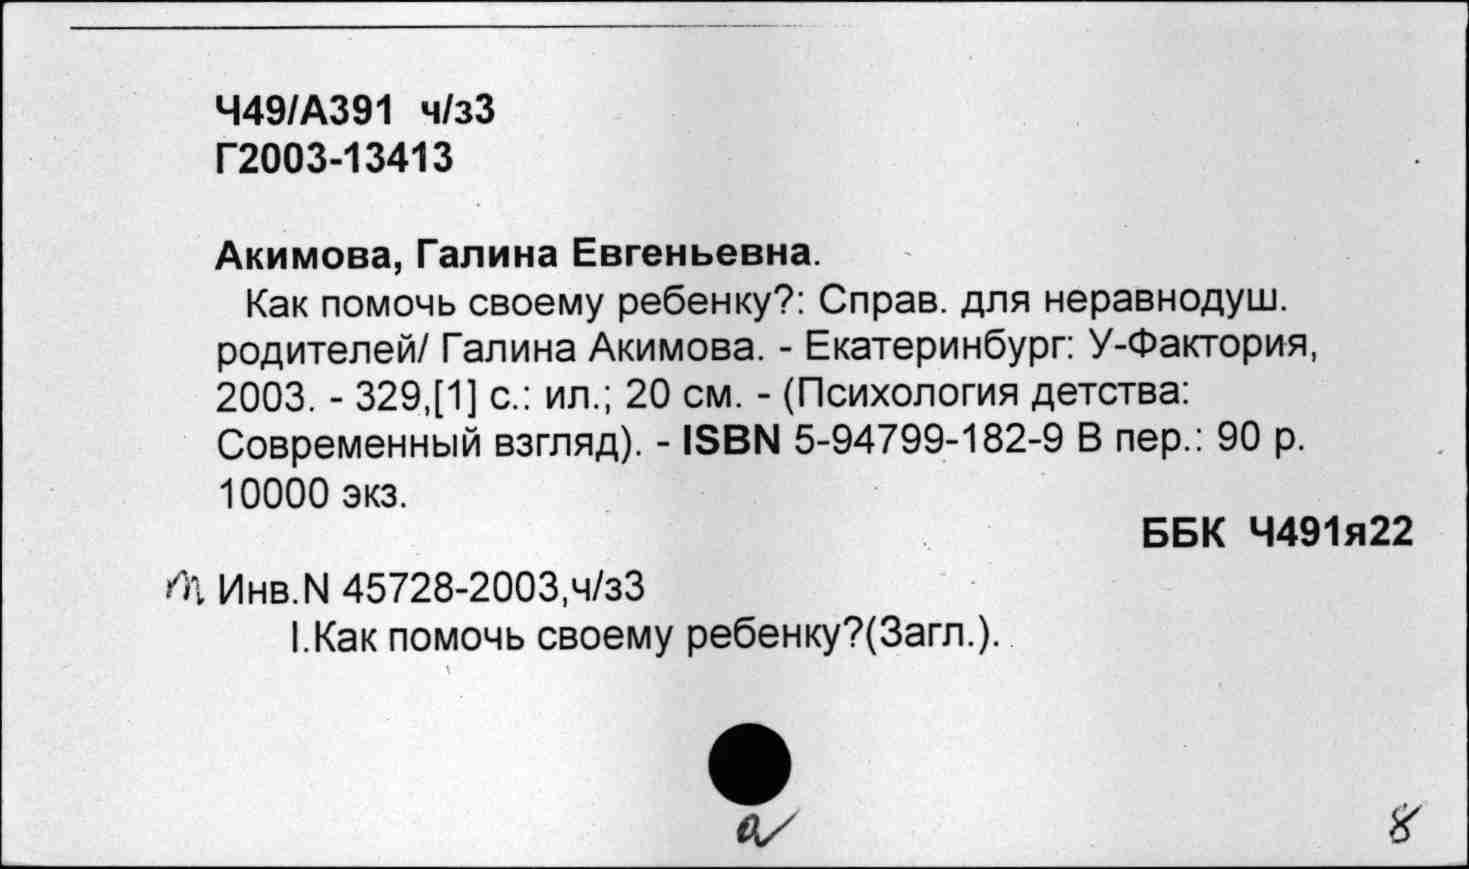 Ч49/А391 ч/з3
Г2003-13413
Акимова, Галина Евгеньевна.
Как помочь своему ребенку?: Справ. для неравнодуш.
родителей/ Галина Акимова. - Екатеринбург: У-Фактория,
2003. - 329,[1] с.: ил.; 20 см. - (Психология детства:
Современный взгляд). - ISBN 5-94799-182-9 В пер.: 90 р.
10000 экз.
ББК Ч491я22
Инв.N 45728-2003,ч/з3
I.Как помочь своему ребенку?(Загл.).
8